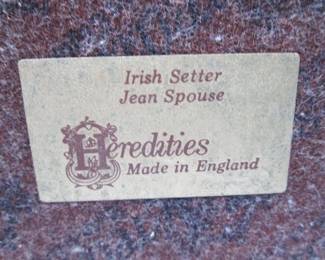 Irish Setter
Jean Spouse
Heredities
Made in England